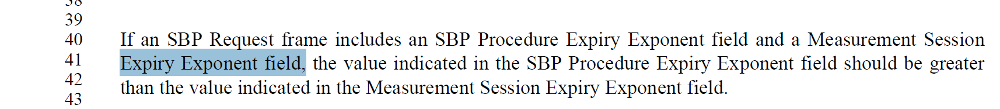 38
39
40 If an SBP Request frame includes an SBP Procedure Expiry Exponent field and a Measurement Session
41 Expiry Exponent field, the value indicated in the SBP Procedure Expiry Exponent field should be greater
42 than the value indicated in the Measurement Session Expiry Exponent field.
43